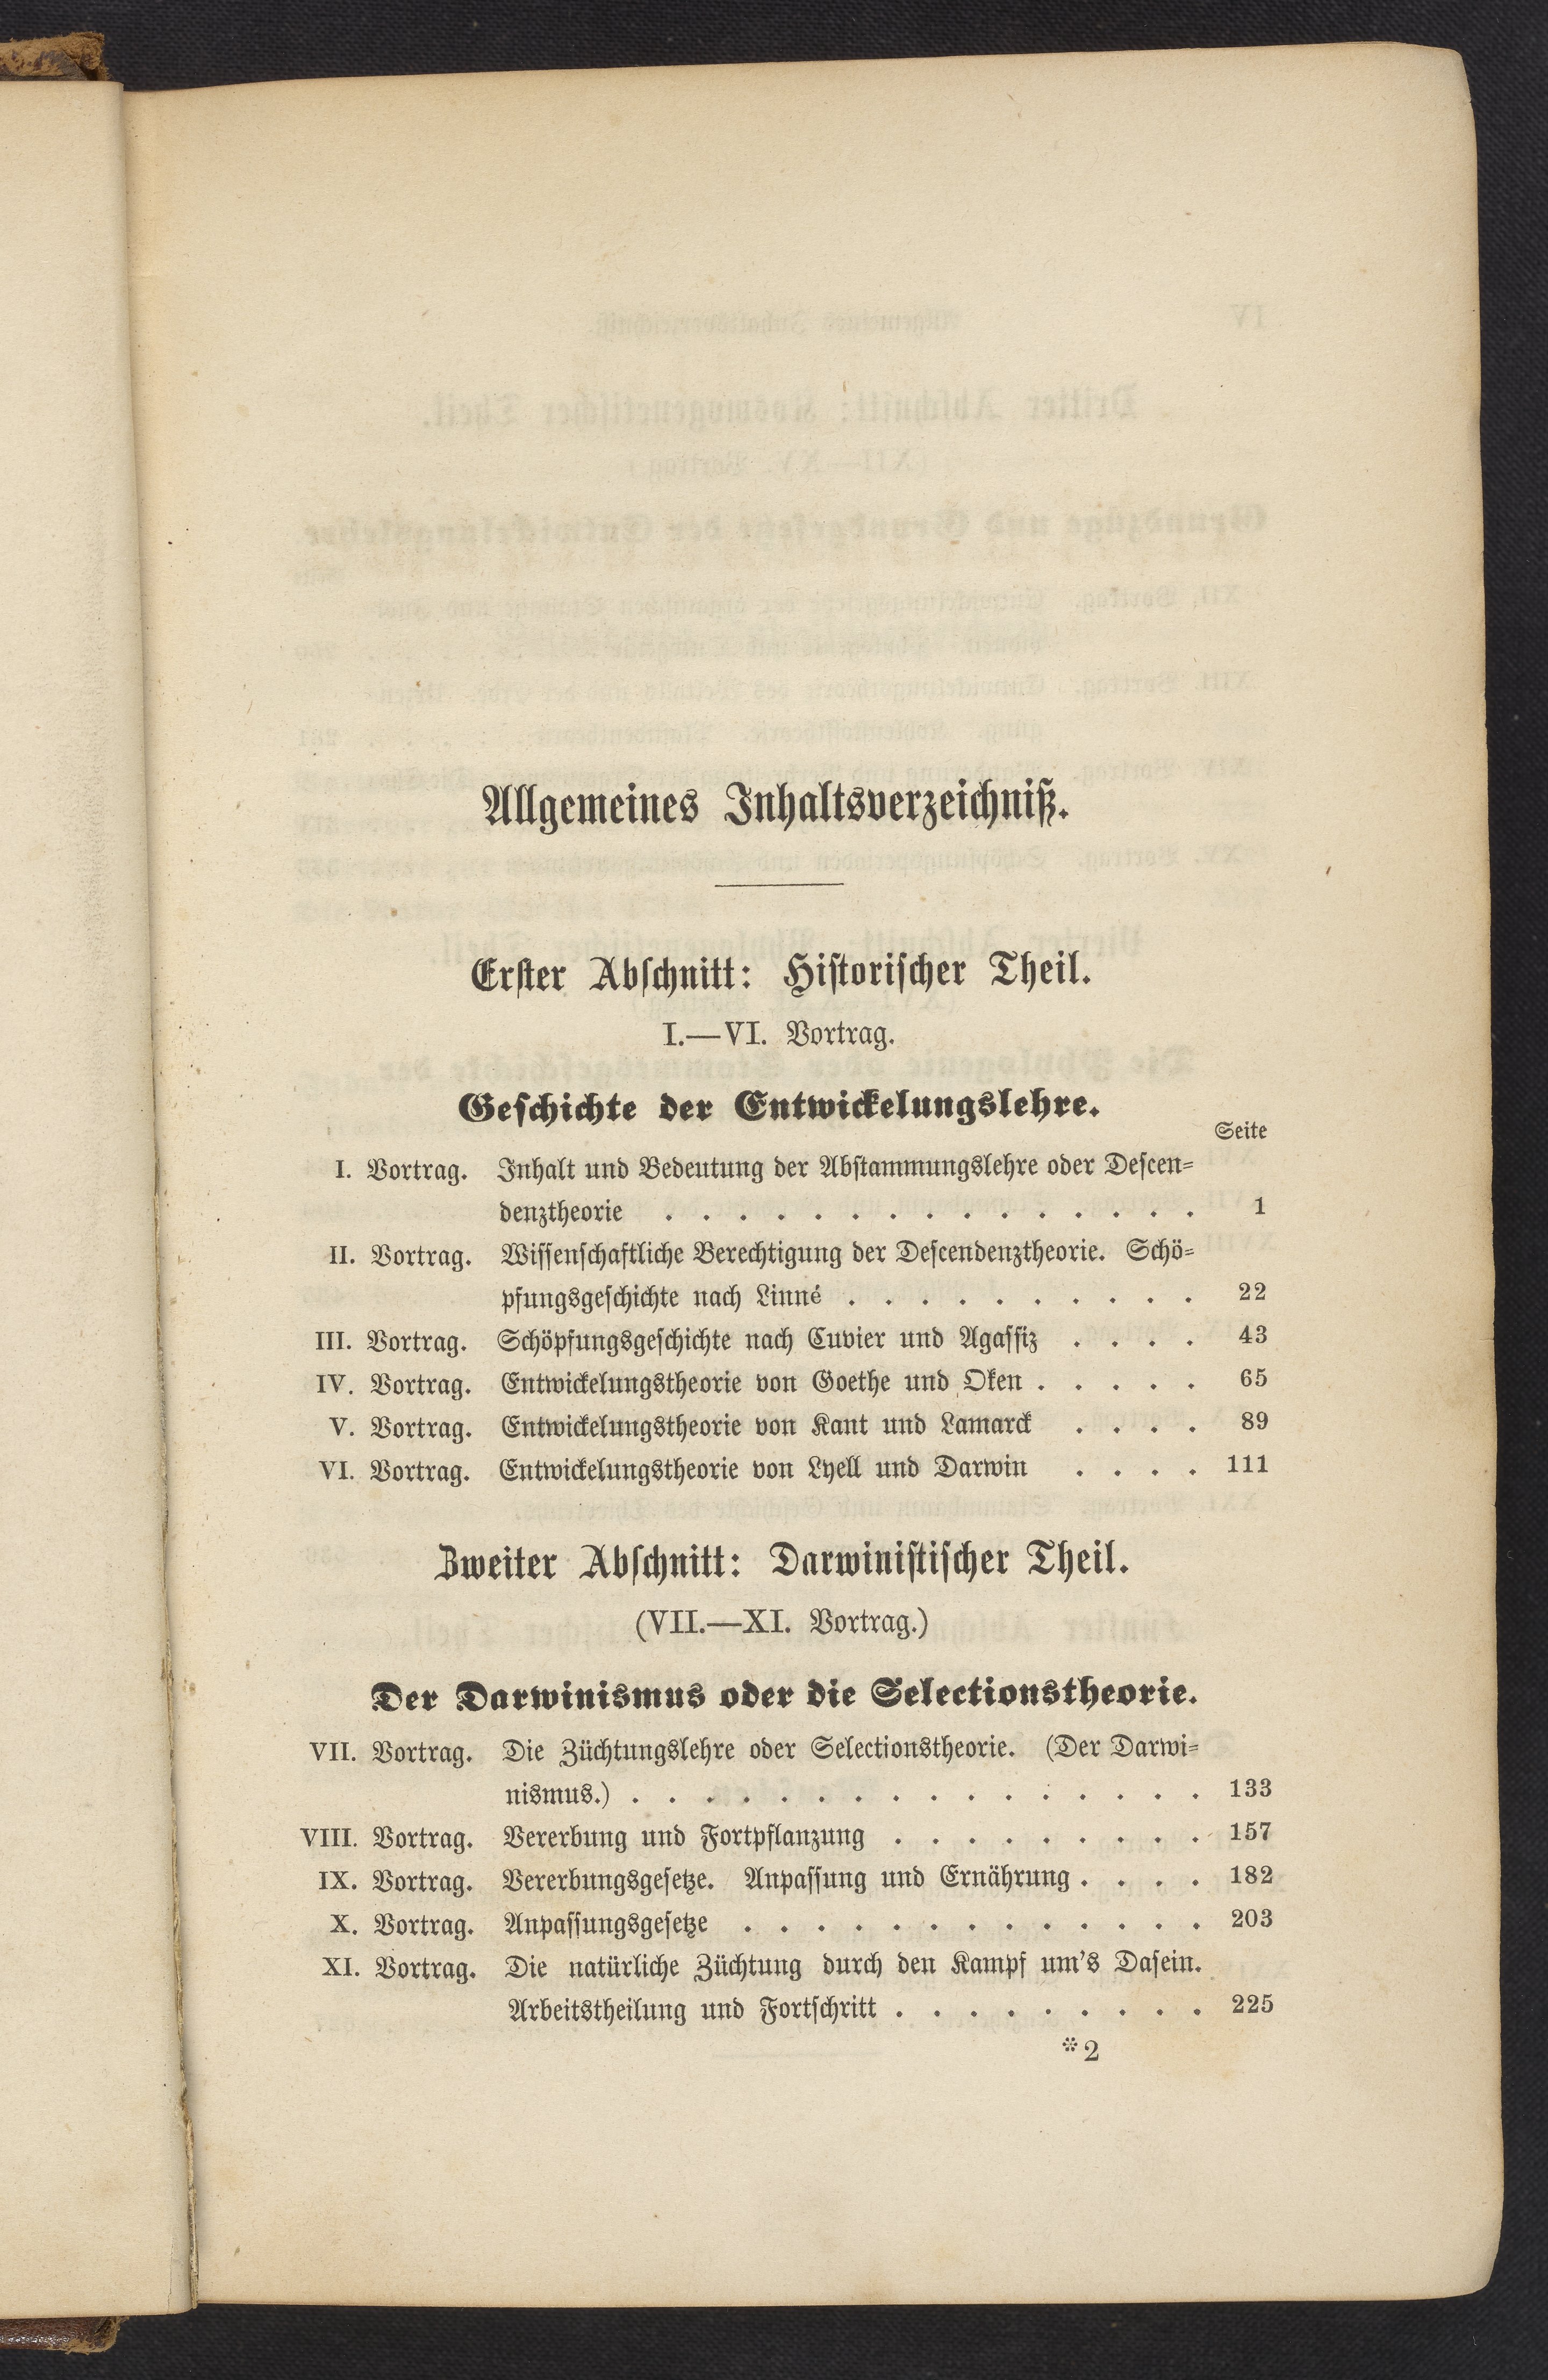 Allgemeines Inhaltsverzeichniß.
Erster Abschnitt: Historischer Theil.
I.—VI. Vortrag.
Geschichte der Entwickelungslehre.
Seite
I. Vortrag. Inhalt und Bedeutung der Abstammungslehre oder Descen-
denztheorie . . . . . . . . . . . . . . . 1
II. Vortrag. Wissenschaftliche Berechtigung der Descendenztheorie. Schö-
pfungsgeschichte nach Linné . . . . . . . . . . 22
III. Vortrag. Schöpfungsgeschichte nach Cuvier und Agassiz . . . . 43
IV. Vortrag. Entwickelungstheorie von Goethe und Oken . . . . . 65
V. Vortrag. Entwickelungstheorie von Kant und Lamarck . . . . 89
VI. Vortrag. Entwickelungstheorie von Lyell und Darwin . . . . 111
Zweiter Abschnitt: Darwinistischer Theil.
(VII.—XI. Vortrag.)
Der Darwinismus oder die Selectionstheorie.
VII. Vortrag. Die Züchtungslehre oder Selectionstheorie. (Der Darwi-
nismus.) . . . . . . . . . . . . . . . . 133
VIII. Vortrag. Vererbung und Fortpflanzung . . . . . . . . . 157
IX. Vortrag. Vererbungsgesetze. Anpassung und Ernährung . . . . 182
X. Vortrag. Anpassungsgesetze . . . . . . . . . . . . . 203
XI. Vortrag. Die natürliche Züchtung durch den Kampf um's Dasein.
Arbeitstheilung und Fortschritt . . . . . . . . . 225
*2